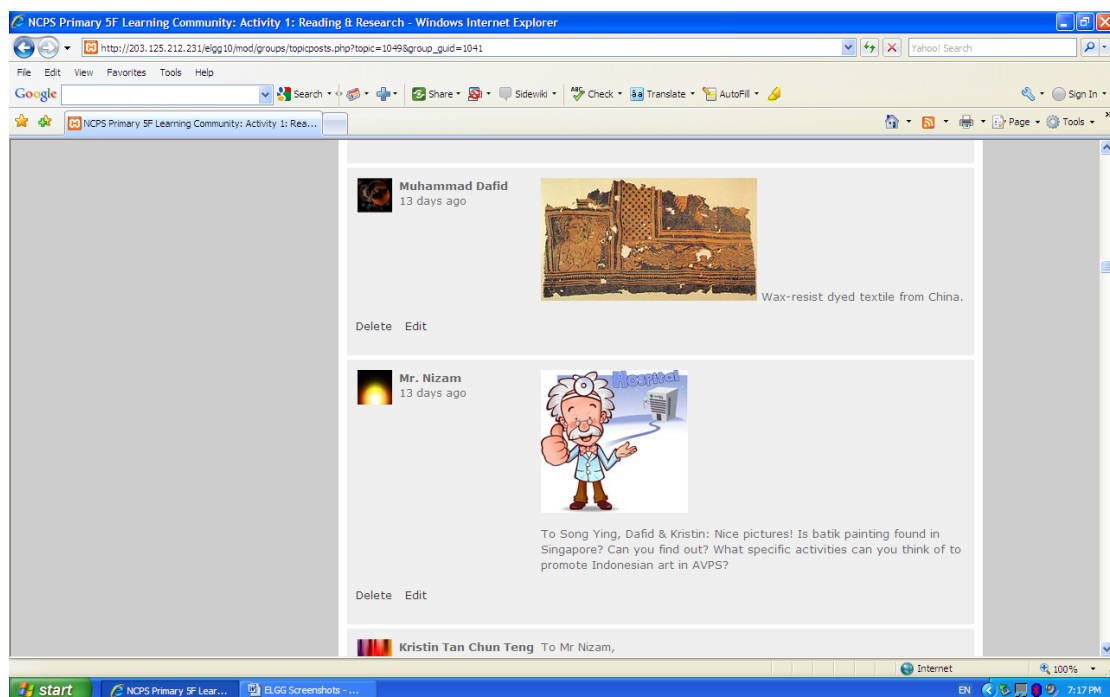 NCPS Primary 5F Learning Community: Activity 1: Reading & Research - Windows Internet Explorer
http://203.125.212.231/elgg10/mod/groups/topicposts.php?topic=1049&group_guid=1041
Yahoo! Search
File Edit View Favorites Tools Help
Google Search Share Sidewiki Check Translate AutoFill Sign In
NCPS Primary 5F Learning Community: Activity 1: Rea... Page Tools
Muhammad Dafid
13 days ago
Wax-resist dyed textile from China.
Delete Edit
Mr. Nizam
13 days ago
Hospital
To Song Ying, Dafid & Kristin: Nice pictures! Is batik painting found in
Singapore? Can you find out? What specific activities can you think of to
promote Indonesian art in AVPS?
Delete Edit
Kristin Tan Chun Teng To Mr Nizam,
Internet 100%
start NCPS Primary 5F Lear... ELGG Screenshots - ... EN 7:17 PM